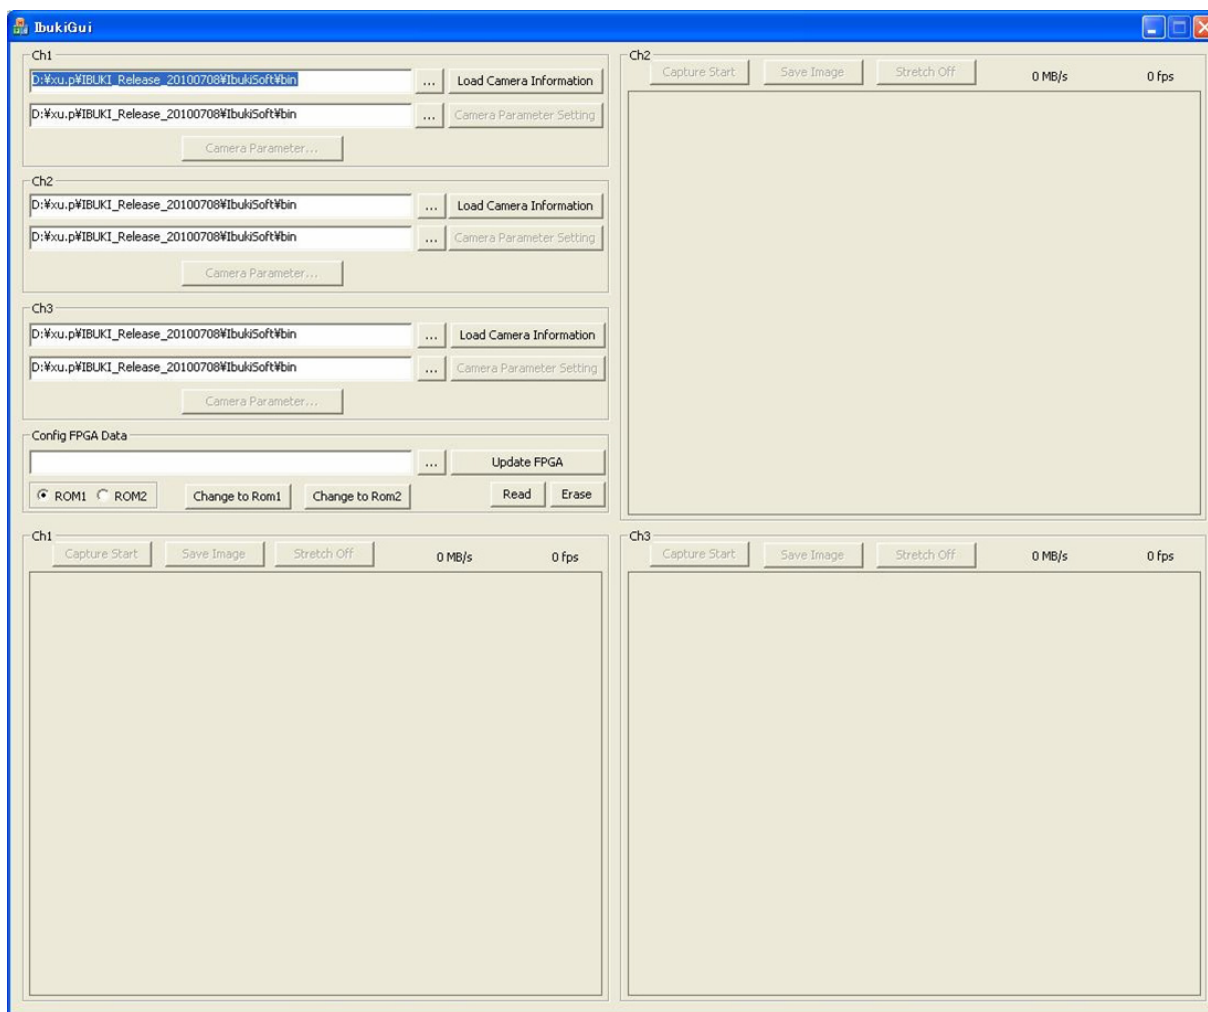 IbukiGui
Ch1
D:¥xu.p¥IBUKI_Release_20100708¥IbukiSoft¥bin ... Load Camera Information
D:¥xu.p¥IBUKI_Release_20100708¥IbukiSoft¥bin ... Camera Parameter Setting
Camera Parameter...
Ch2
D:¥xu.p¥IBUKI_Release_20100708¥IbukiSoft¥bin ... Load Camera Information
D:¥xu.p¥IBUKI_Release_20100708¥IbukiSoft¥bin ... Camera Parameter Setting
Camera Parameter...
Ch3
D:¥xu.p¥IBUKI_Release_20100708¥IbukiSoft¥bin ... Load Camera Information
D:¥xu.p¥IBUKI_Release_20100708¥IbukiSoft¥bin ... Camera Parameter Setting
Camera Parameter...
Config FPGA Data
... Update FPGA
ROM1 ROM2 Change to Rom1 Change to Rom2 Read Erase
Ch2
Capture Start Save Image Stretch Off 0 MB/s 0 fps
Ch1
Capture Start Save Image Stretch Off 0 MB/s 0 fps
Ch3
Capture Start Save Image Stretch Off 0 MB/s 0 fps